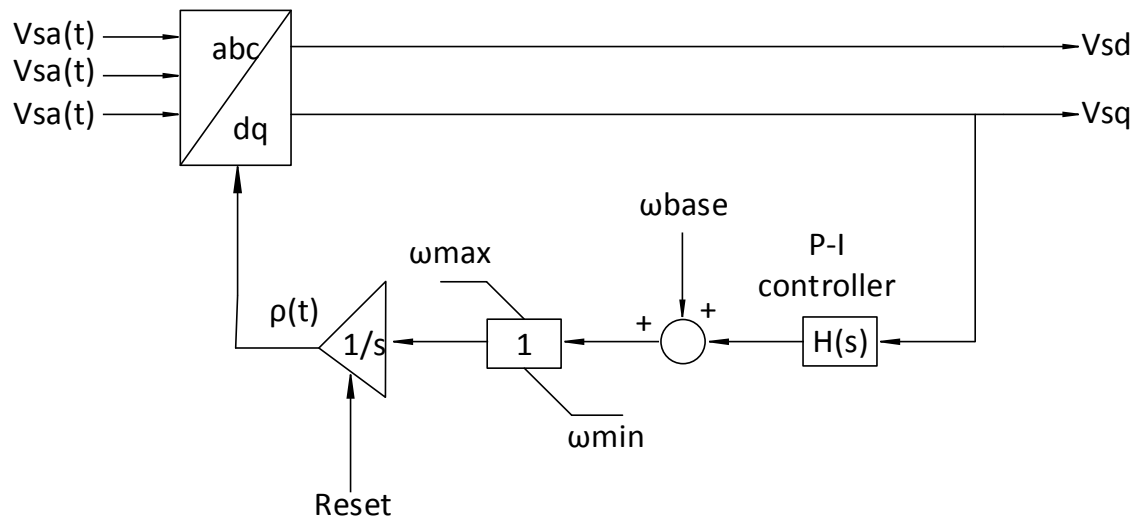 Vsa(t)
Vsa(t)
Vsa(t)
abc
dq
Vsd
Vsq
ωbase
P-I
controller
ωmax
ρ(t)
+
+
1/s
1
H(s)
ωmin
Reset